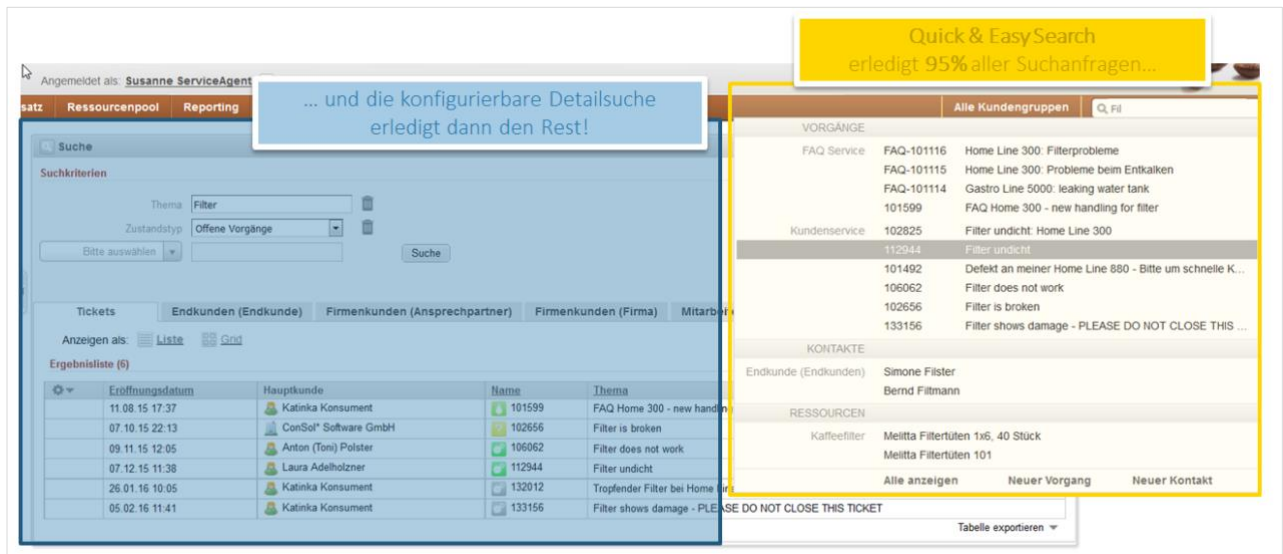 Quick & Easy Search
erledigt 95% aller Suchanfragen...
Angemeldet als: Susanne ServiceAgent
... und die konfigurierbare Detailsuche
erledigt dann den Rest!
satz Ressourcenpool Reporting Alle Kundengruppen Fil
Suche
Suchkriterien
Thema Filter
Zustandstyp Offene Vorgänge
Bitte auswählen Suche
Tickets Endkunden (Endkunde) Firmenkunden (Ansprechpartner) Firmenkunden (Firma) Mitarbei
Anzeigen als: Liste Grid
Ergebnisliste (6)
Eröffnungsdatum Hauptkunde Name Thema
11.08.15 17:37 Katinka Konsument 101599 FAQ Home 300 - new handling
07.10.15 22:13 ConSol* Software GmbH 102656 Filter is broken
09.11.15 12:05 Anton (Toni) Polster 106062 Filter does not work
07.12.15 11:38 Laura Adelholzner 112944 Filter undicht
26.01.16 10:05 Katinka Konsument 132012 Tropfender Filter bei Home Line
05.02.16 11:41 Katinka Konsument 133156 Filter shows damage - PLEASE DO NOT CLOSE THIS TICKET
Tabelle exportieren
VORGÄNGE
FAQ Service FAQ-101116 Home Line 300: Filterprobleme
FAQ-101115 Home Line 300: Probleme beim Entkalken
FAQ-101114 Gastro Line 5000: leaking water tank
101599 FAQ Home 300 - new handling for filter
Kundenservice 102825 Filter undicht: Home Line 300
112944 Filter undicht
101492 Defekt an meiner Home Line 880 - Bitte um schnelle K...
106062 Filter does not work
102656 Filter is broken
133156 Filter shows damage - PLEASE DO NOT CLOSE THIS ...
KONTAKTE
Endkunde (Endkunden) Simone Filster
Bernd Filtmann
RESSOURCEN
Kaffeefilter Melitta Filtertüten 1x6, 40 Stück
Melitta Filtertüten 101
Alle anzeigen Neuer Vorgang Neuer Kontakt